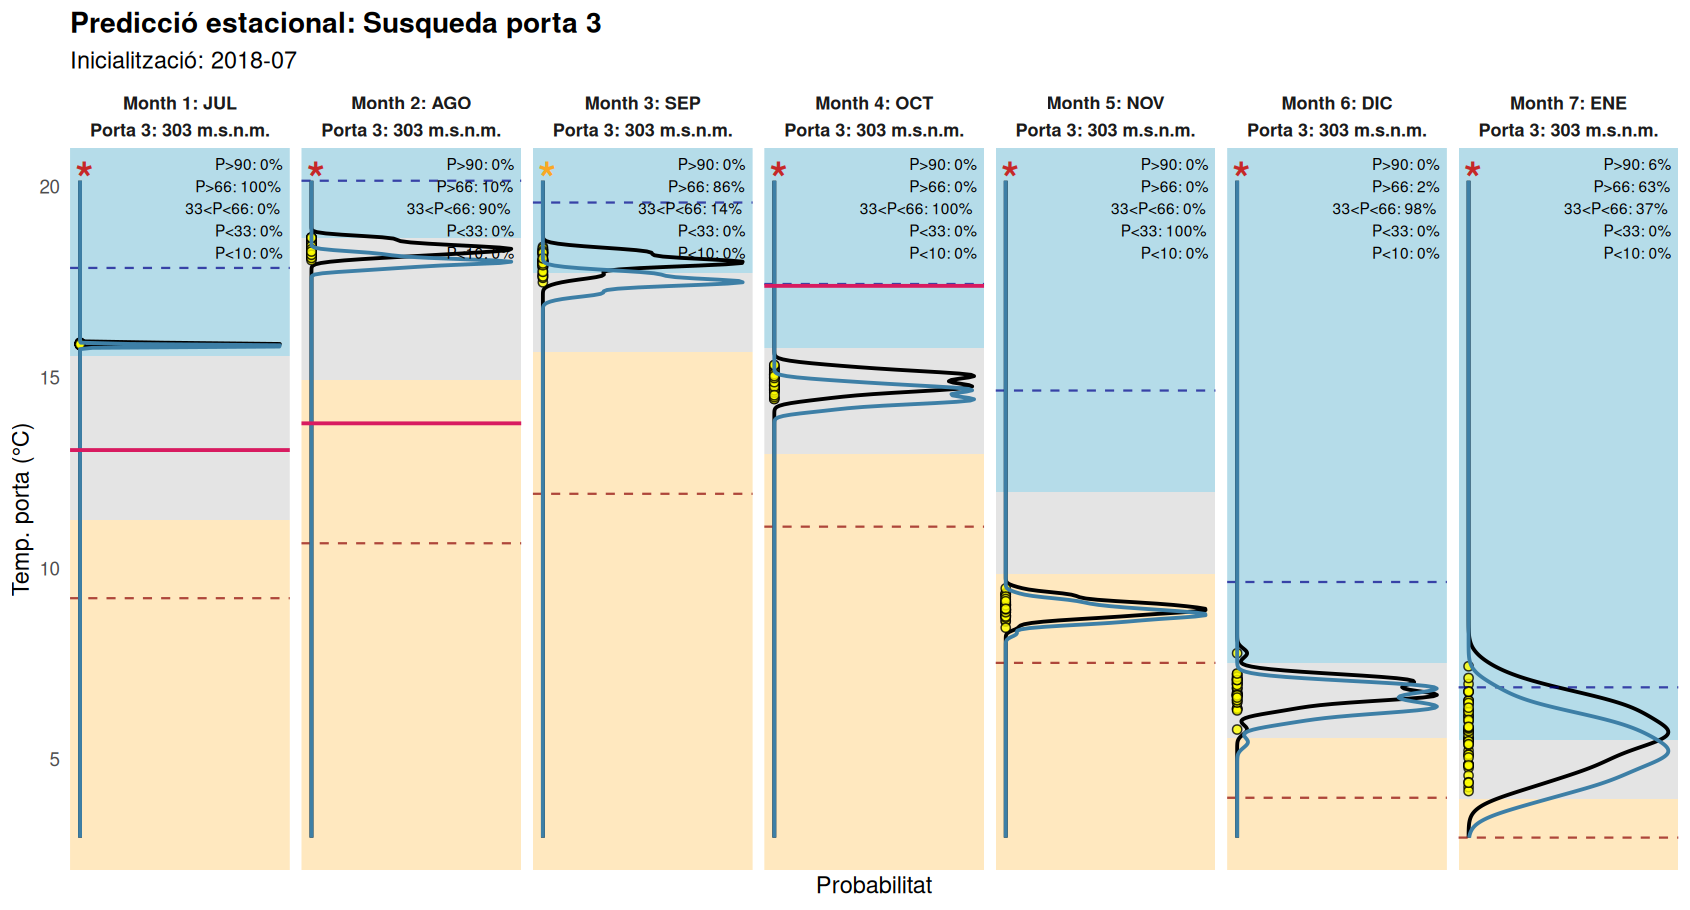 Predicció estacional: Susqueda porta 3
Inicialització: 2018-07
Month 1: JUL
Porta 3: 303 m.s.n.m.
Month 2: AGO
Porta 3: 303 m.s.n.m.
Month 3: SEP
Porta 3: 303 m.s.n.m.
Month 4: OCT
Porta 3: 303 m.s.n.m.
Month 5: NOV
Porta 3: 303 m.s.n.m.
Month 6: DIC
Porta 3: 303 m.s.n.m.
Month 7: ENE
Porta 3: 303 m.s.n.m.
*
P>90: 0%
P>66: 100%
33<P<66: 0%
P<33: 0%
P<10: 0%
*
P>90: 0%
P>66: 10%
33<P<66: 90%
P<33: 0%
P<10: 0%
*
P>90: 0%
P>66: 86%
33<P<66: 14%
P<33: 0%
P<10: 0%
*
P>90: 0%
P>66: 0%
33<P<66: 100%
P<33: 0%
P<10: 0%
*
P>90: 0%
P>66: 0%
33<P<66: 0%
P<33: 100%
P<10: 0%
*
P>90: 0%
P>66: 2%
33<P<66: 98%
P<33: 0%
P<10: 0%
*
P>90: 6%
P>66: 63%
33<P<66: 37%
P<33: 0%
P<10: 0%
20
15
10
5
Temp. porta (°C)
Probabilitat